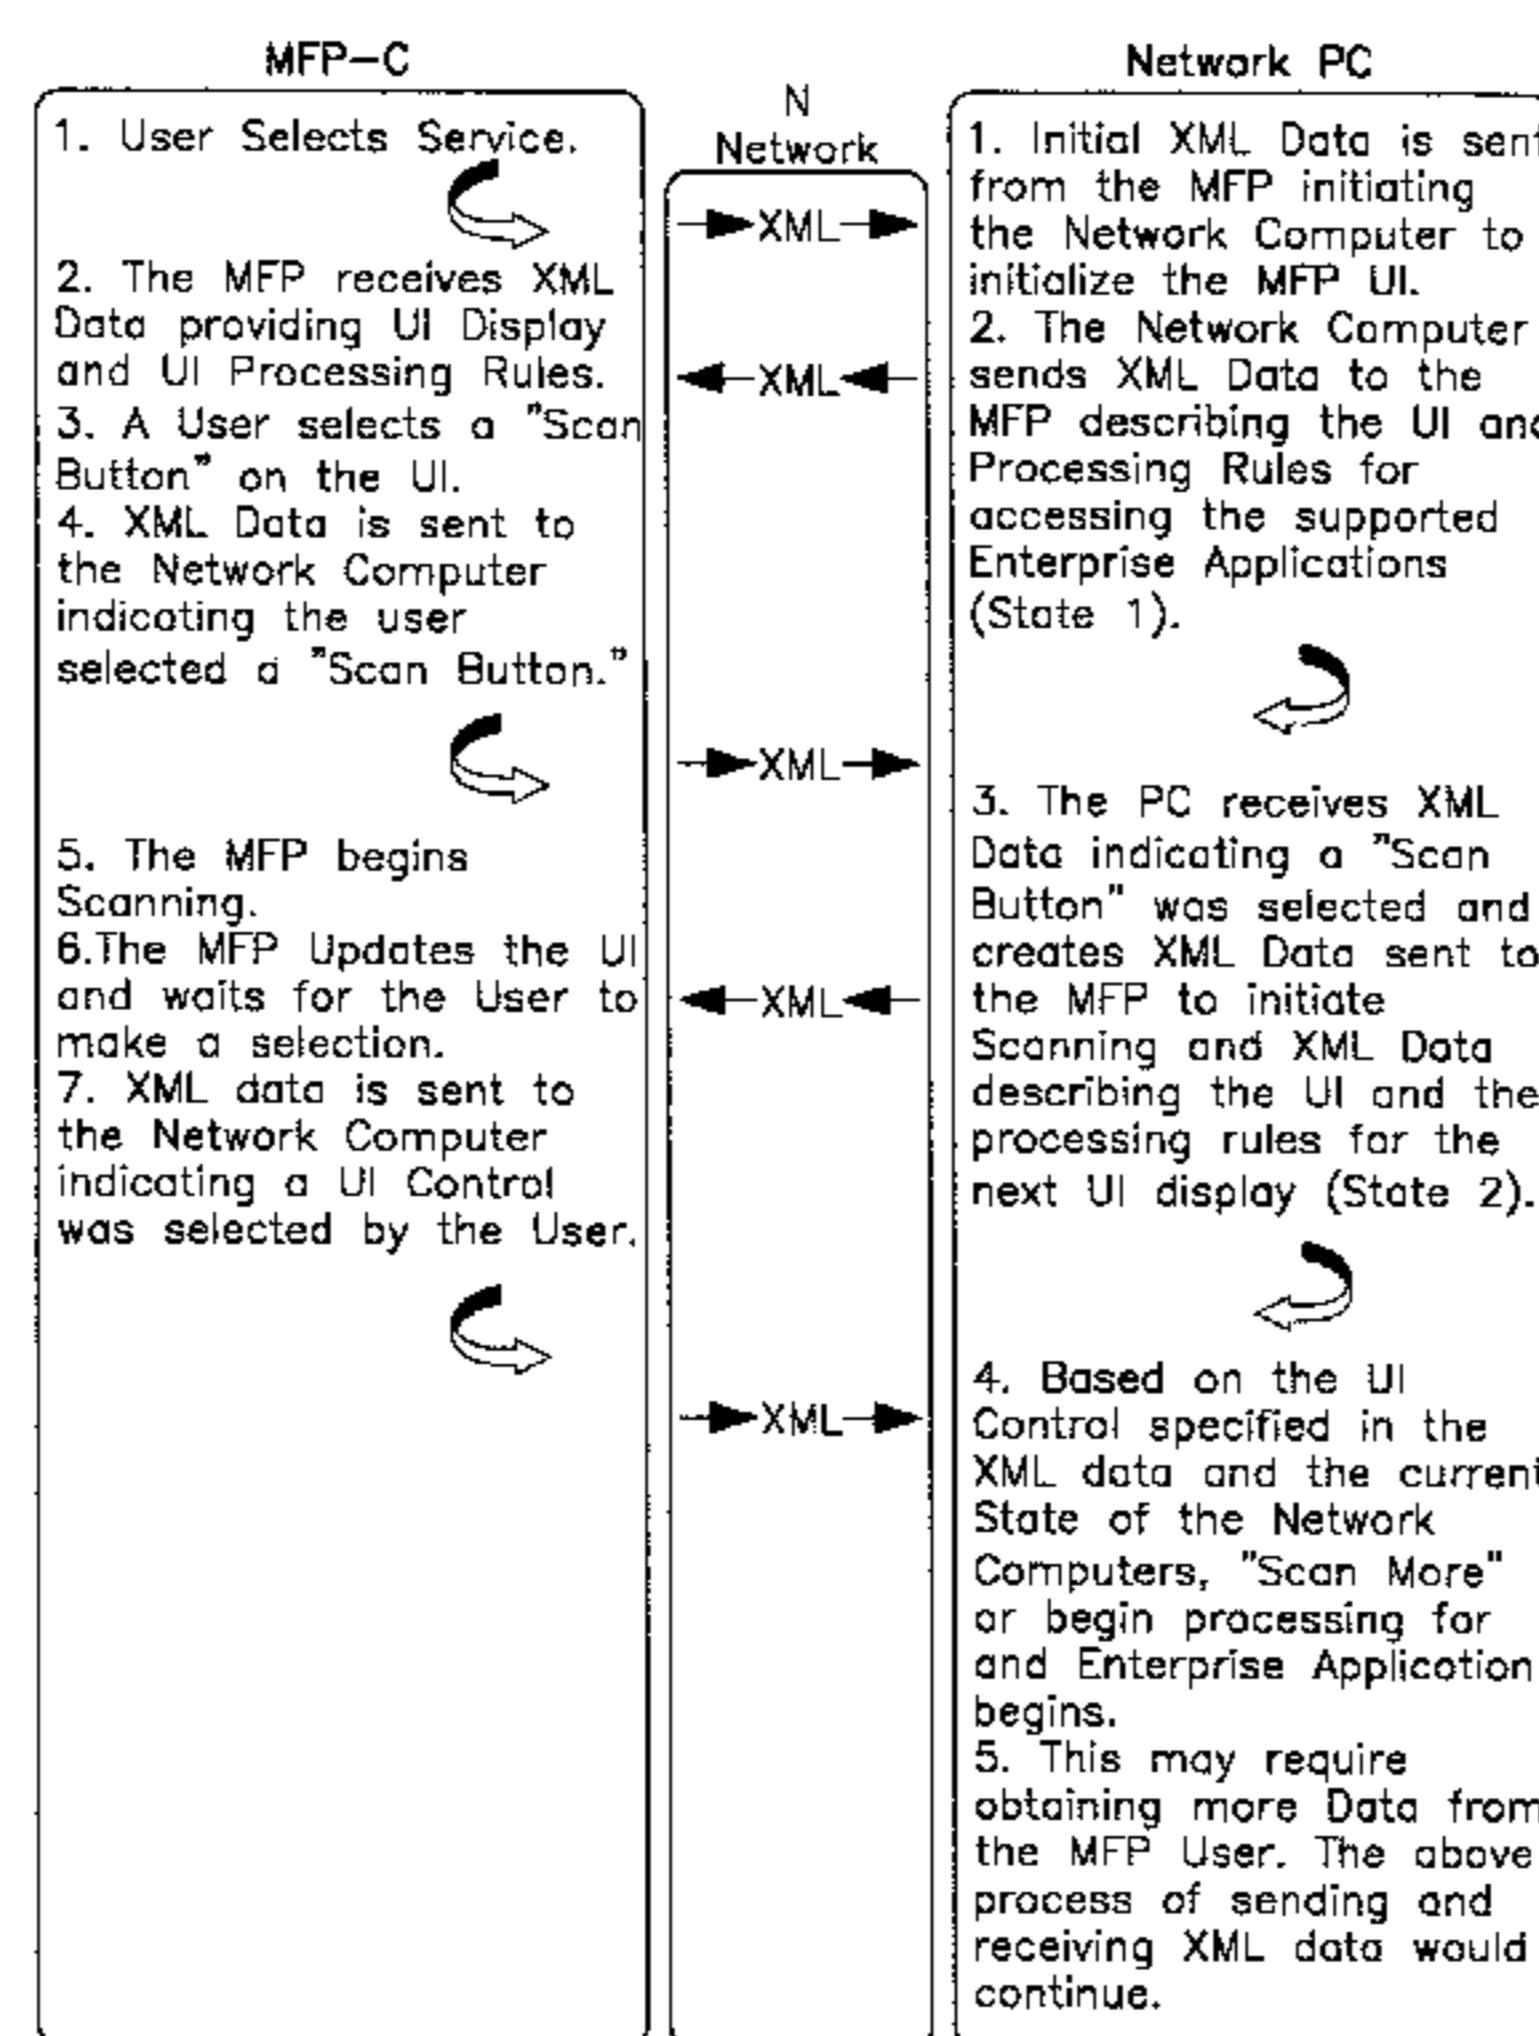 MFP-C
1. User Selects Service.
2. The MFP receives XML
Data providing UI Display
and UI Processing Rules.
3. A User selects a "Scan
Button" on the UI.
4. XML Data is sent to
the Network Computer
indicating the user
selected a "Scan Button."
5. The MFP begins
Scanning.
6.The MFP Updates the UI
and waits for the User to
make a selection.
7. XML data is sent to
the Network Computer
indicating a UI Control
was selected by the User.
N
Network
XML
XML
XML
XML
XML
Network PC
1. Initial XML Data is sent
from the MFP initiating
the Network Computer to
initialize the MFP UI.
2. The Network Computer
sends XML Data to the
MFP describing the UI and
Processing Rules for
accessing the supported
Enterprise Applications
(State 1).
3. The PC receives XML
Data indicating a "Scan
Button" was selected and
creates XML Data sent to
the MFP to initiate
Scanning and XML Data
describing the UI and the
processing rules for the
next UI display (State 2).
4. Based on the UI
Control specified in the
XML data and the current
State of the Network
Computers, "Scan More"
or begin processing for
and Enterprise Application
begins.
5. This may require
obtaining more Data from
the MFP User. The above
process of sending and
receiving XML data would
continue.